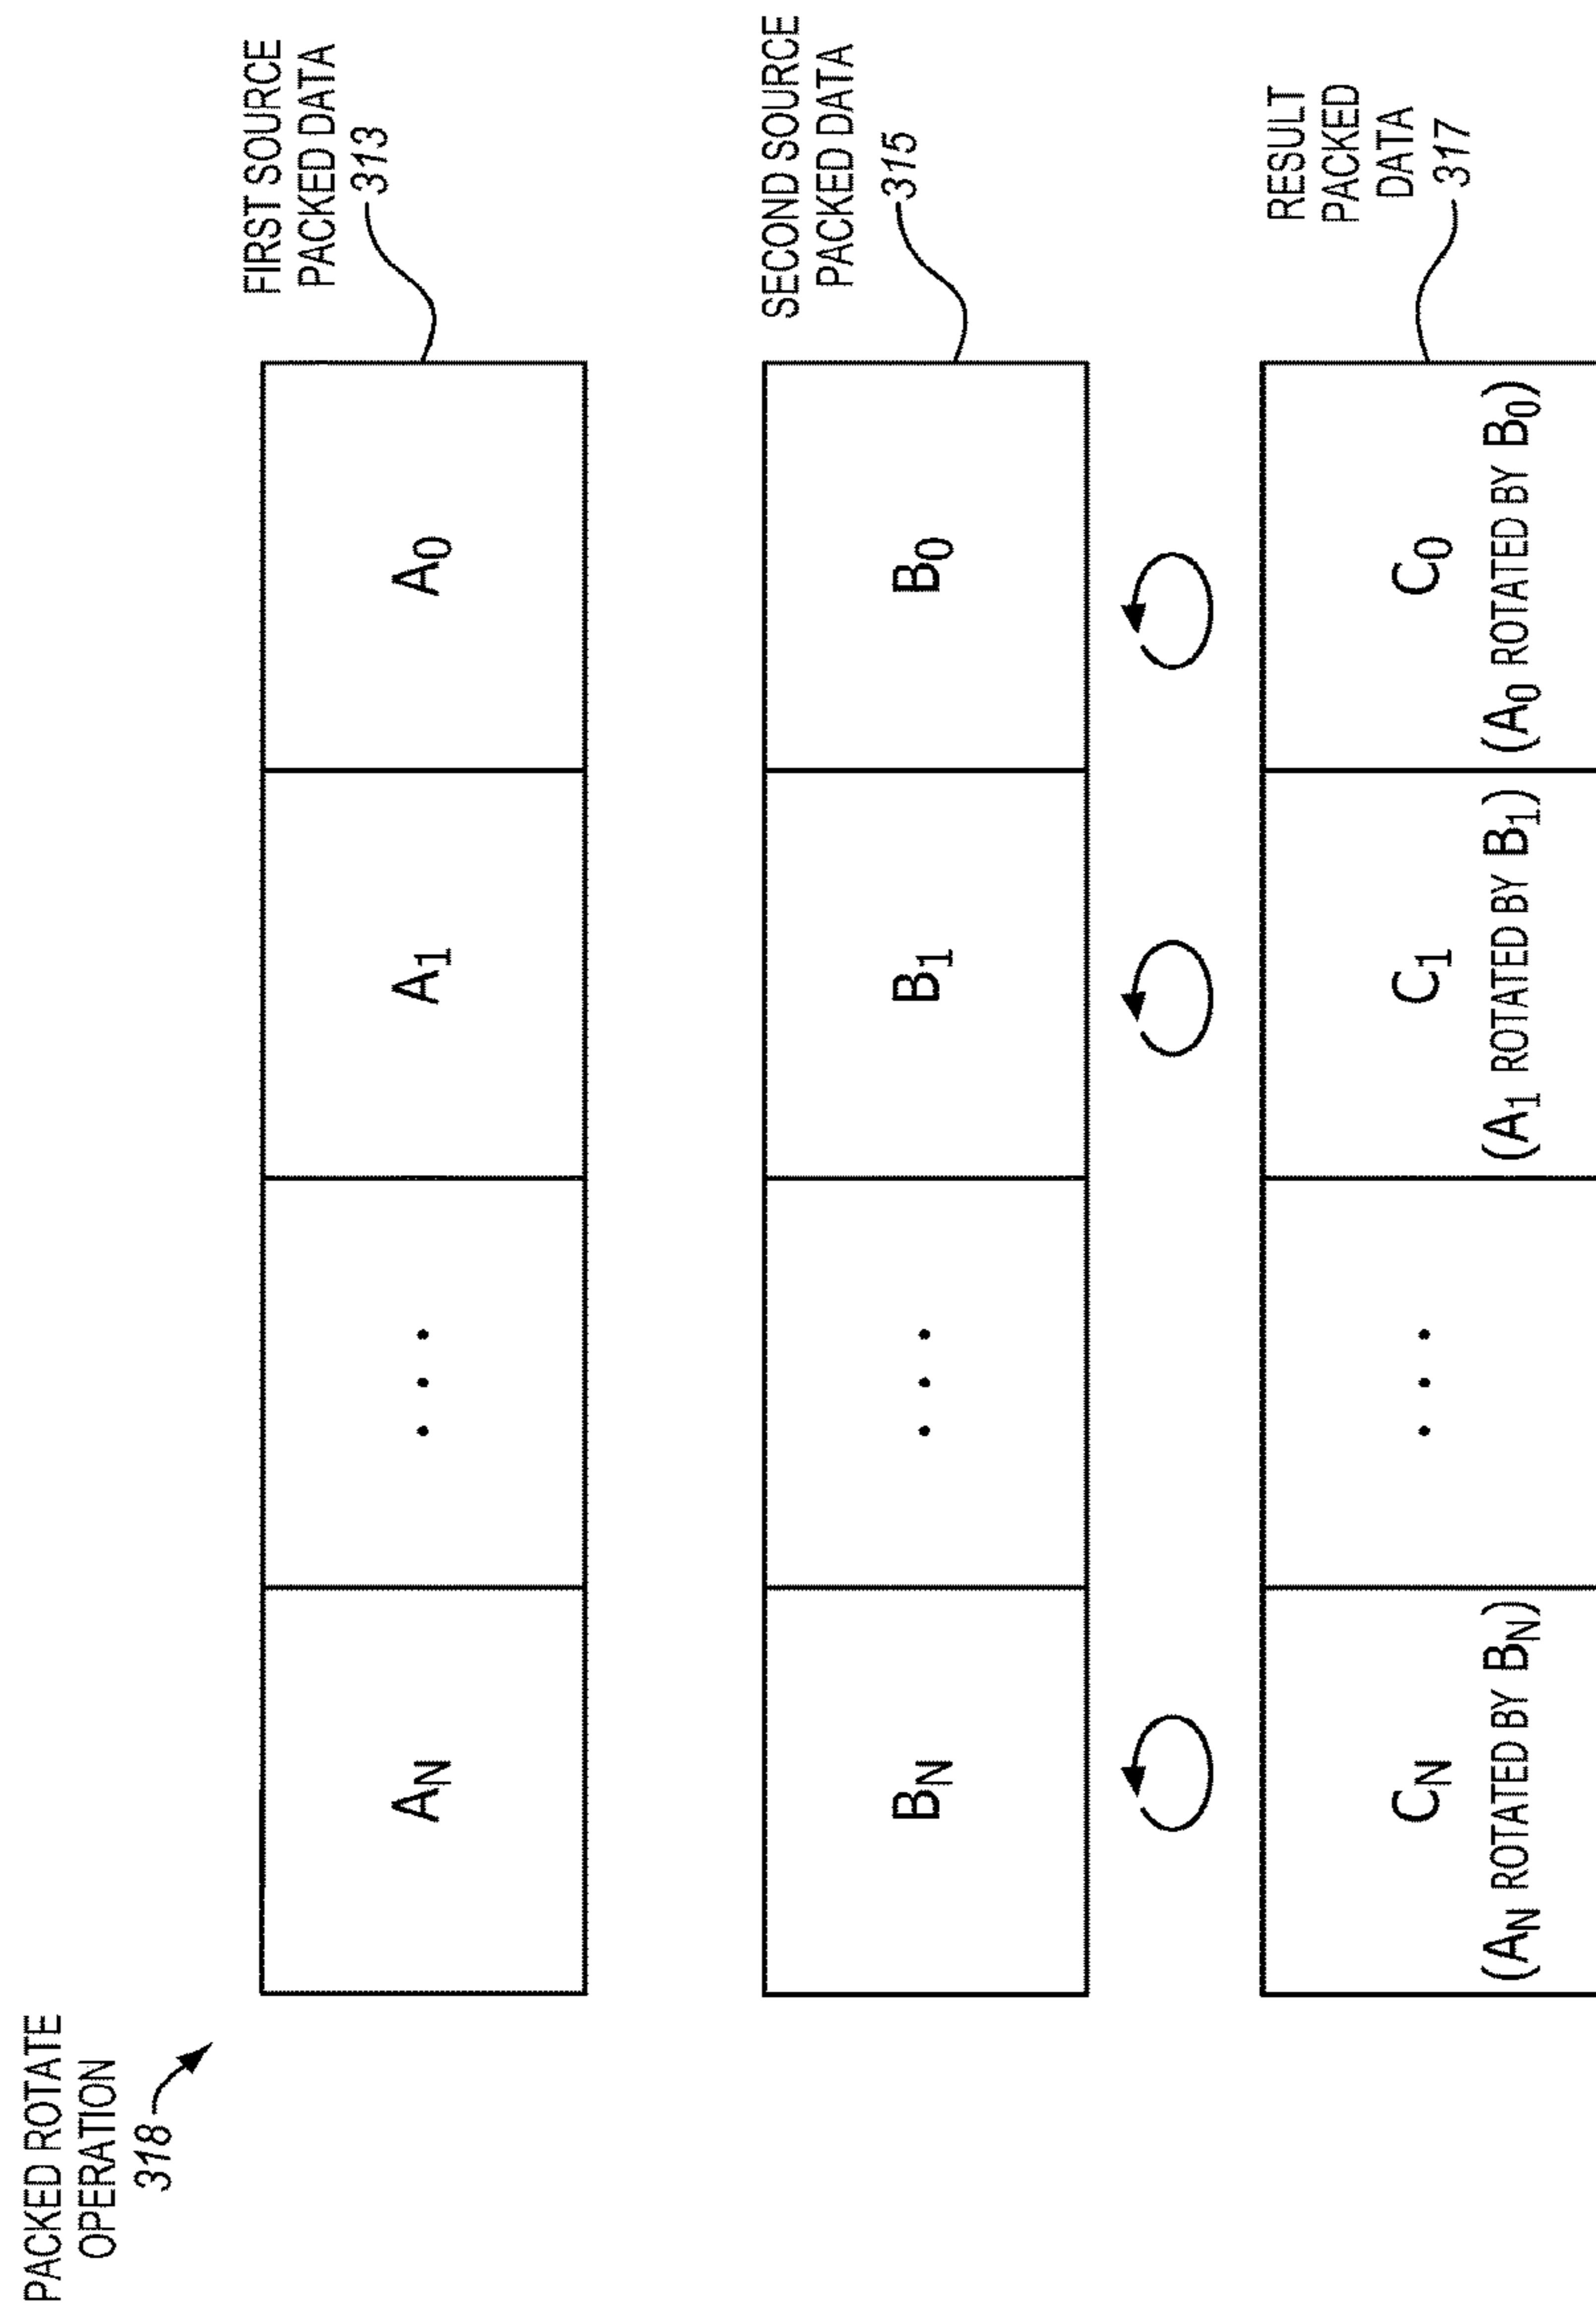 PACKED ROTATE
OPERATION
318
FIRST SOURCE
PACKED DATA
313
A_N ... A_1 A_0
SECOND SOURCE
PACKED DATA
315
B_N ... B_1 B_0
RESULT
PACKED
DATA
317
C_N ... C_1 C_0
(A_N ROTATED BY B_N) (A_1 ROTATED BY B_1) (A_0 ROTATED BY B_0)